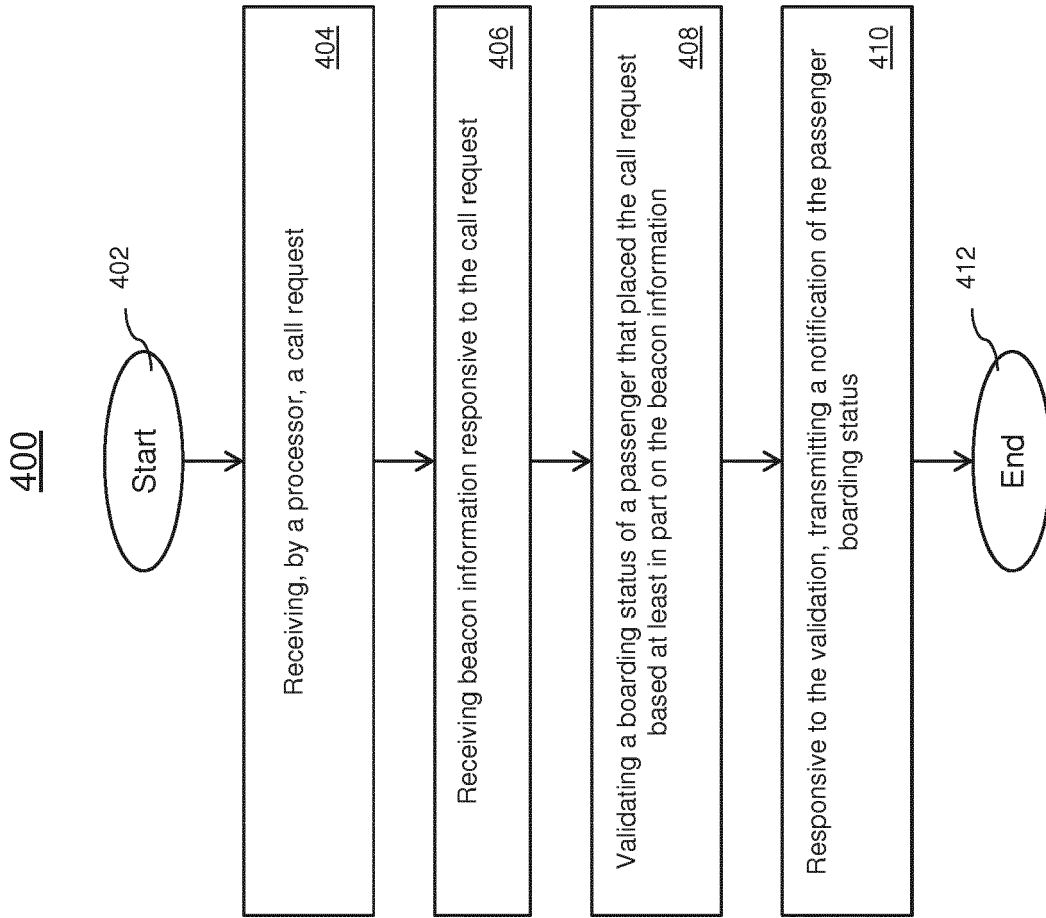 400
Start
402
Receiving, by a processor, a call request
404
Receiving beacon information responsive to the call request
406
Validating a boarding status of a passenger that placed the call request
based at least in part on the beacon information
408
Responsive to the validation, transmitting a notification of the passenger
boarding status
410
End
412